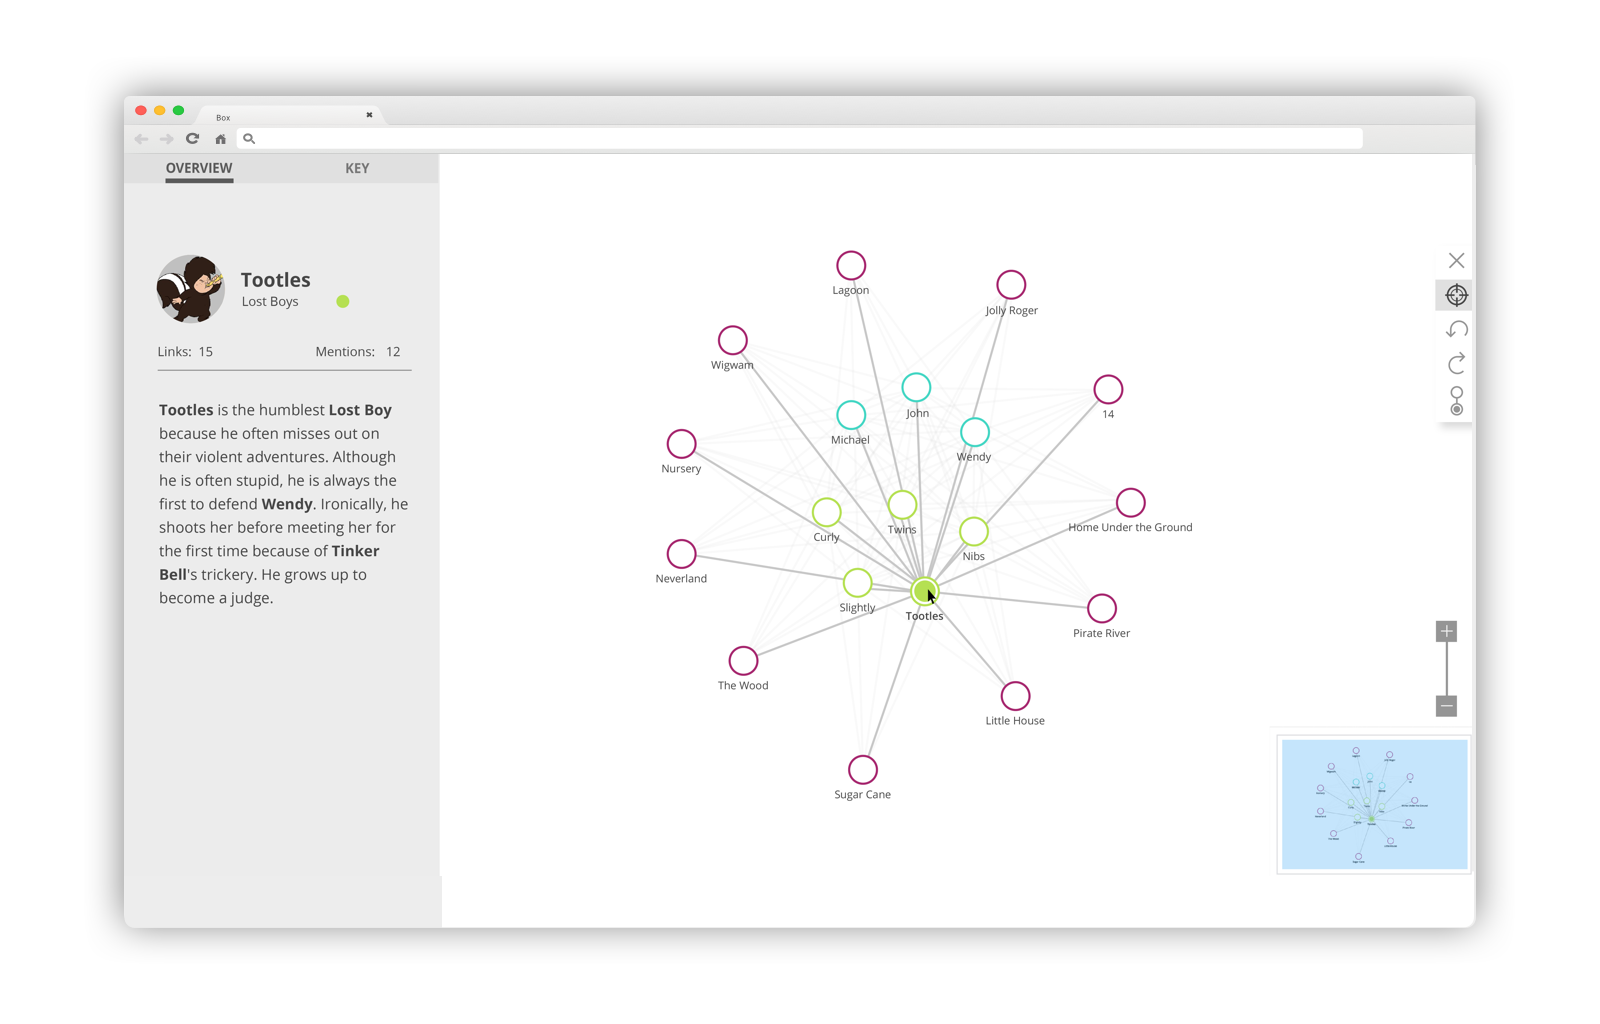 Box
OVERVIEW KEY
Tootles
Lost Boys
Links: 15 Mentions: 12
Tootles is the humblest Lost Boy
because he often misses out on
their violent adventures. Although
he is often stupid, he is always the
first to defend Wendy. Ironically, he
shoots her before meeting her for
the first time because of Tinker
Bell's trickery. He grows up to
become a judge.
Lagoon
Jolly Roger
Wigwam
John
14
Michael
Wendy
Nursery
Twins
Home Under the Ground
Curly
Nibs
Neverland
Slightly
Tootles
Pirate River
The Wood
Little House
Sugar Cane